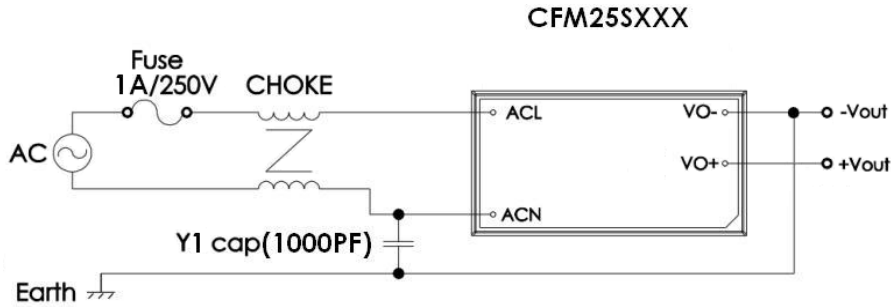 CFM25SXXX
Fuse
1A/250V
CHOKE
ACL
VO-
-Vout
AC
VO+
+Vout
ACN
Y1 cap(1000PF)
Earth